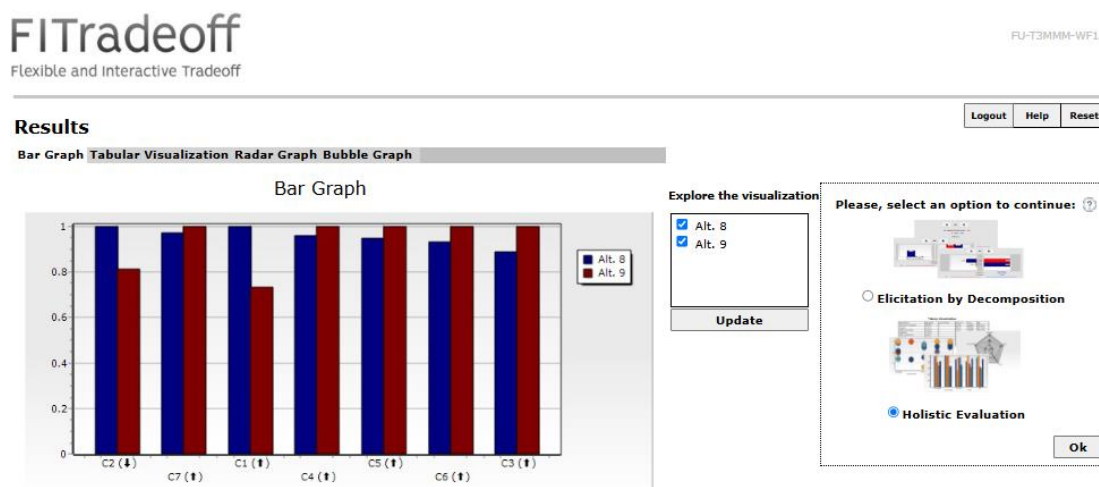 FITradeoff
Flexible and Interactive Tradeoff
FU-T3MMM-WF1
Logout Help Reset
Results
Bar Graph Tabular Visualization Radar Graph Bubble Graph
Bar Graph
1
0.8
0.6
0.4
0.2
0
C2 (⬇) C7 (⬆) C1 (⬆) C4 (⬆) C5 (⬆) C6 (⬆) C3 (⬆)
Alt. 8
Alt. 9
Explore the visualization
Alt. 8
Alt. 9
Update
Please, select an option to continue: ?
Elicitation by Decomposition
Holistic Evaluation
Ok